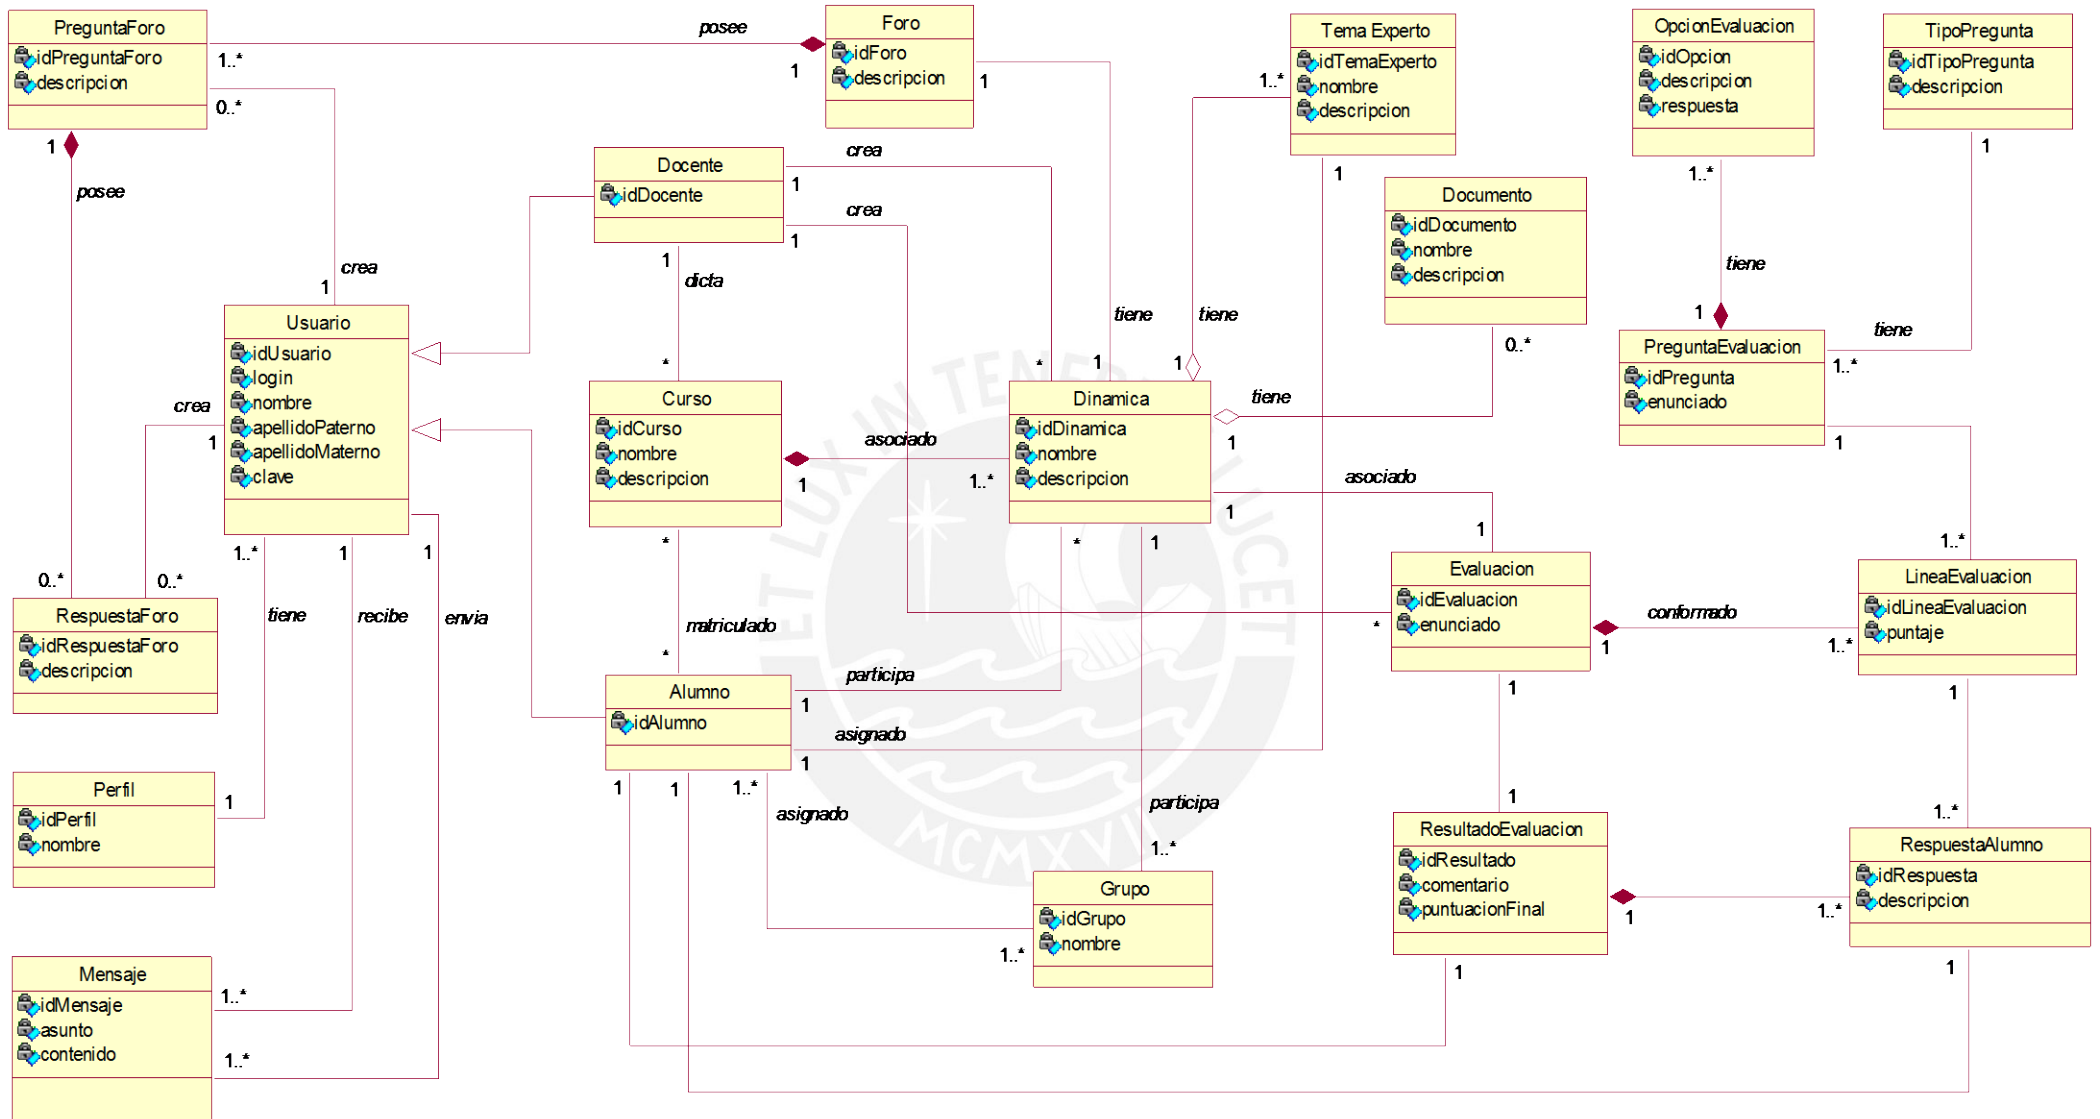 PreguntaForo
idPreguntaForo
descripcion
1..*
0..*
1
posee
posee
1
Foro
idForo
descripcion
1
Tema Experto
idTemaExperto
nombre
descripcion
1..*
1
OpcionEvaluacion
idOpcion
descripcion
respuesta
1..*
TipoPregunta
idTipoPregunta
descripcion
1
Docente
idDocente
crea
1
crea
1
1
dicta
Documento
idDocumento
nombre
descripcion
0..*
tiene
tiene
tiene
1
tiene
crea
1
Usuario
idUsuario
login
nombre
apellidoPaterno
apellidoMaterno
clave
crea
1
*
Curso
idCurso
nombre
descripcion
asociado
1
1..*
*
1
1
Dinamica
idDinamica
nombre
descripcion
tiene
1
PreguntaEvaluacion
idPregunta
enunciado
1..*
1
asociado
1
1
1..*
1
1
*
*
1
0..*
0..*
RespuestaForo
idRespuestaForo
descripcion
tiene
recibe
envia
matriculado
*
Evaluacion
idEvaluacion
enunciado
*
conformado
1
1..*
1..*
LineaEvaluacion
idLineaEvaluacion
puntaje
Alumno
idAlumno
participa
1
asignado
1
1
1
1..*
asignado
1
1
Perfil
idPerfil
nombre
1
participa
1..*
Grupo
idGrupo
nombre
1..*
1
ResultadoEvaluacion
idResultado
comentario
puntuacionFinal
1
1..*
1
1..*
RespuestaAlumno
idRespuesta
descripcion
1
Mensaje
idMensaje
asunto
contenido
1..*
1..*
ET LUX IN TENEBRIS LUCET
MCMXVII